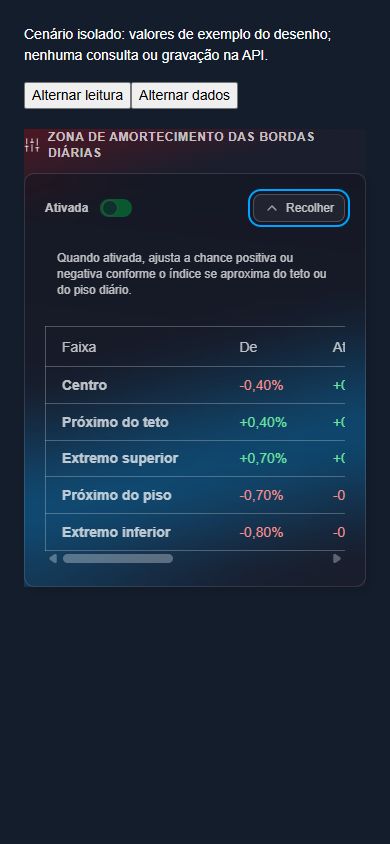 Cenário isolado: valores de exemplo do desenho;
nenhuma consulta ou gravação na API.
Alternar leitura Alternar dados
ZONA DE AMORTECIMENTO DAS BORDAS
DIÁRIAS
Ativada Recolher
Quando ativada, ajusta a chance positiva ou
negativa conforme o índice se aproxima do teto ou
do piso diário.
Faixa De
Centro -0,40%
Próximo do teto +0,40%
Extremo superior +0,70%
Próximo do piso -0,70%
Extremo inferior -0,80%